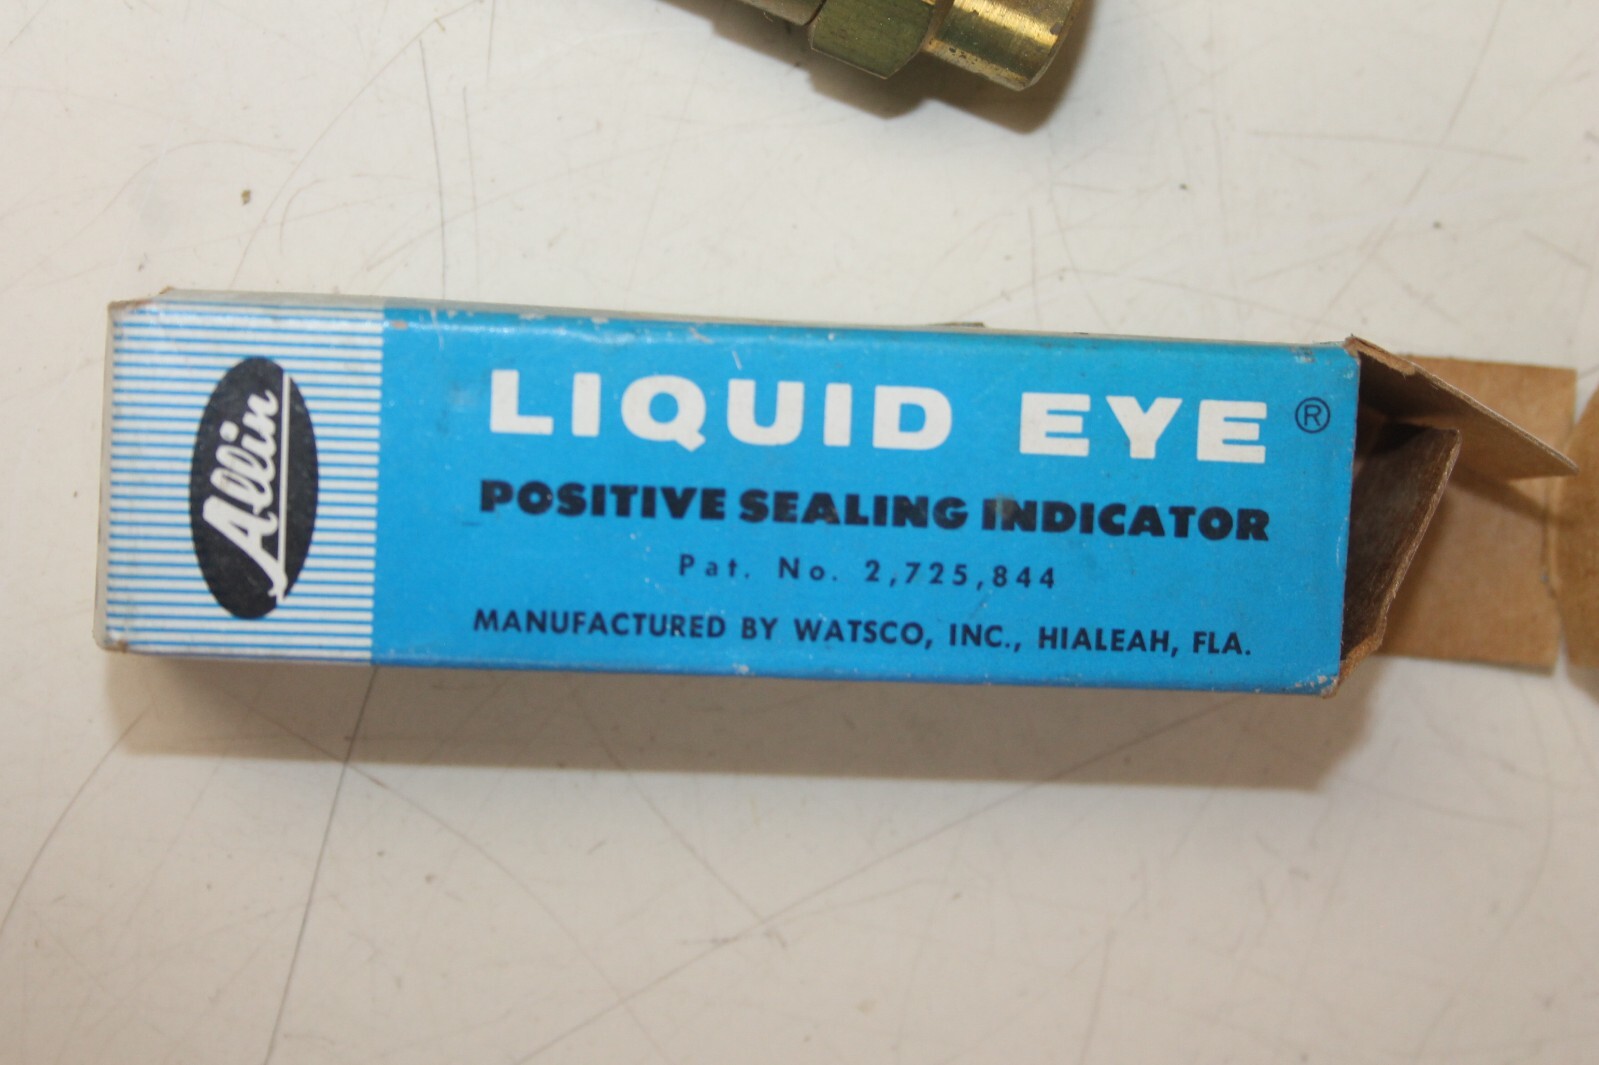 Allin
LIQUID EYE ®
POSITIVE SEALING INDICATOR
Pat. No. 2,725,844
MANUFACTURED BY WATSCO, INC., HIALEAH, FLA.